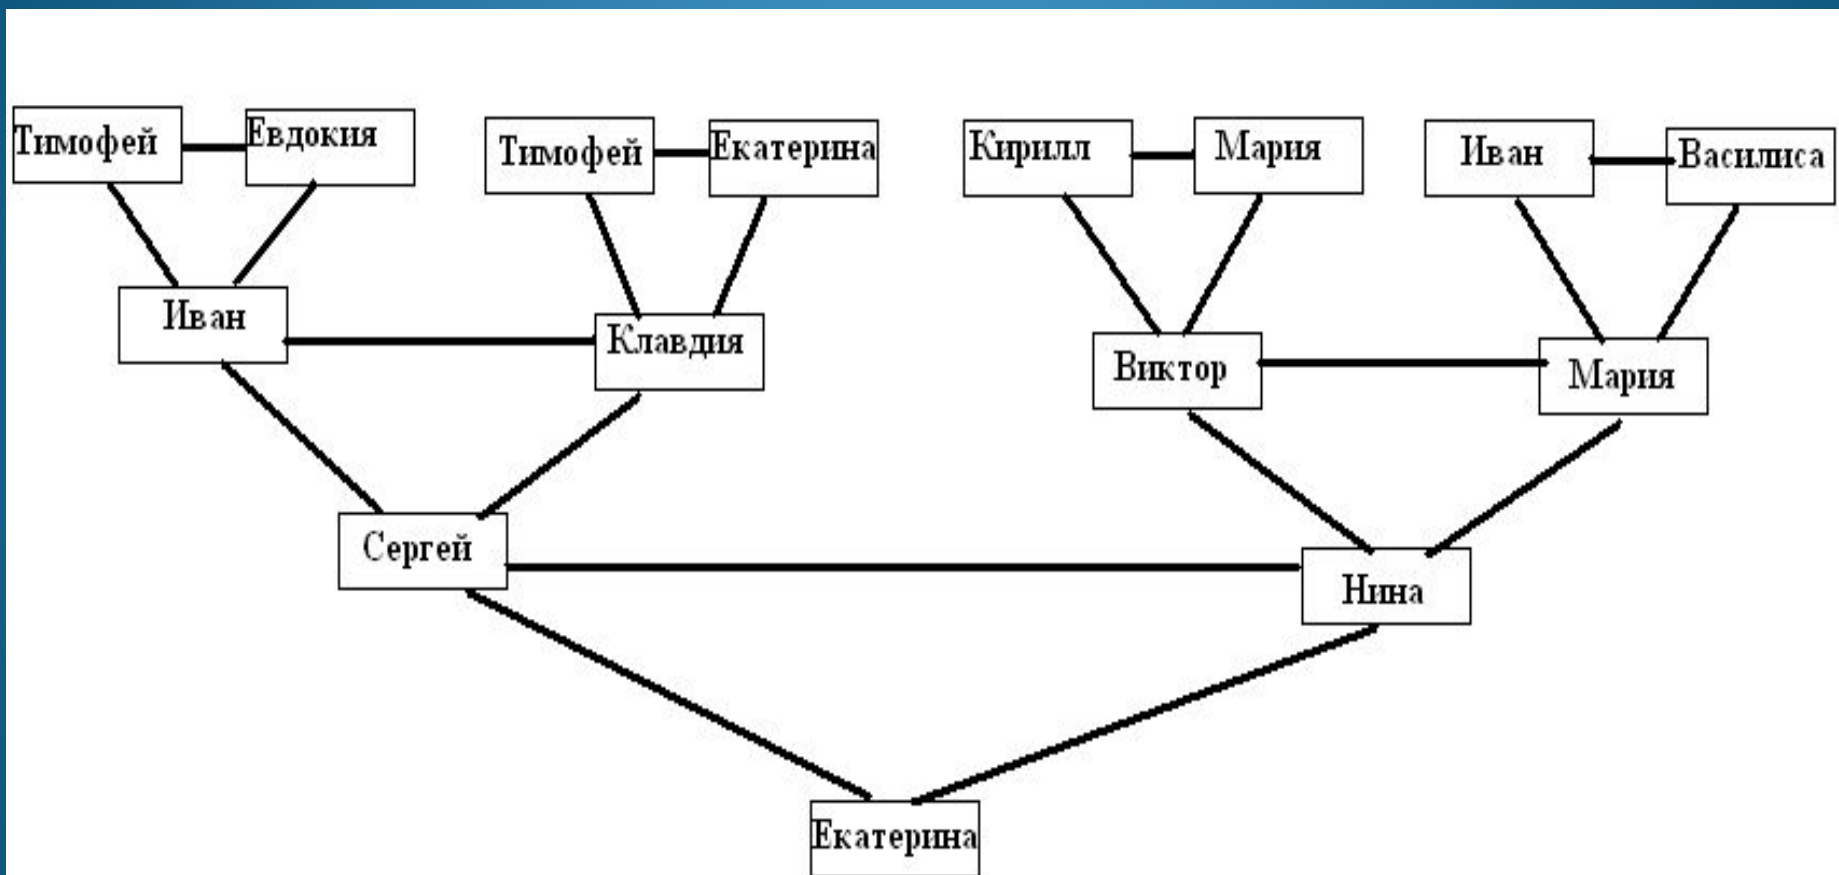 Тимофей
Евдокия
Тимофей
Екатерина
Кирилл
Мария
Иван
Василиса
Иван
Клавдия
Виктор
Мария
Сергей
Нина
Екатерина